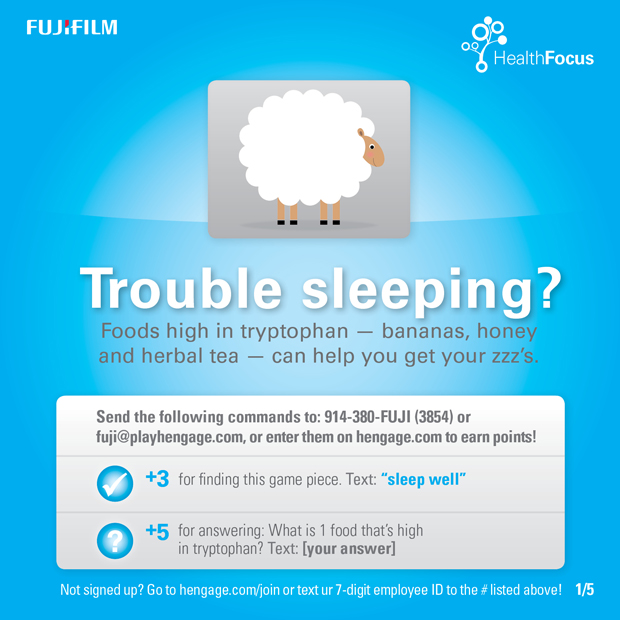 FUJIFILM
HealthFocus
Trouble sleeping?
Foods high in tryptophan — bananas, honey
and herbal tea — can help you get your zzz's.
Send the following commands to: 914-380-FUJI (3854) or
fuji@playhengage.com, or enter them on hengage.com to earn points!
+3 for finding this game piece. Text: “sleep well”
+5 for answering: What is 1 food that's high
in tryptophan? Text: [your answer]
Not signed up? Go to hengage.com/join or text ur 7-digit employee ID to the # listed above! 1/5